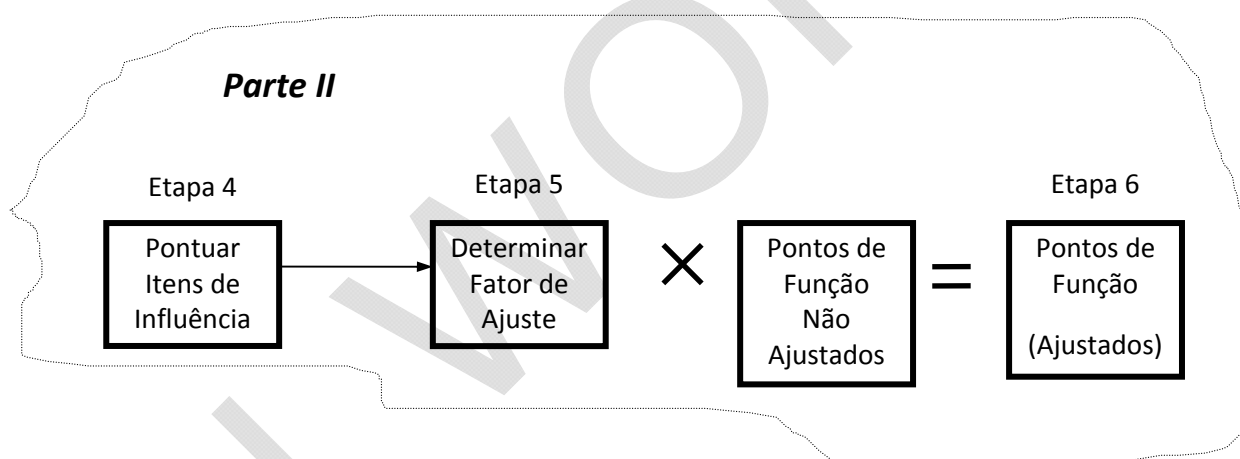 Parte II
Etapa 4
Pontuar
Itens de
Influência
Etapa 5
Determinar
Fator de
Ajuste
×
Pontos de
Função
Não
Ajustados
=
Etapa 6
Pontos de
Função
(Ajustados)